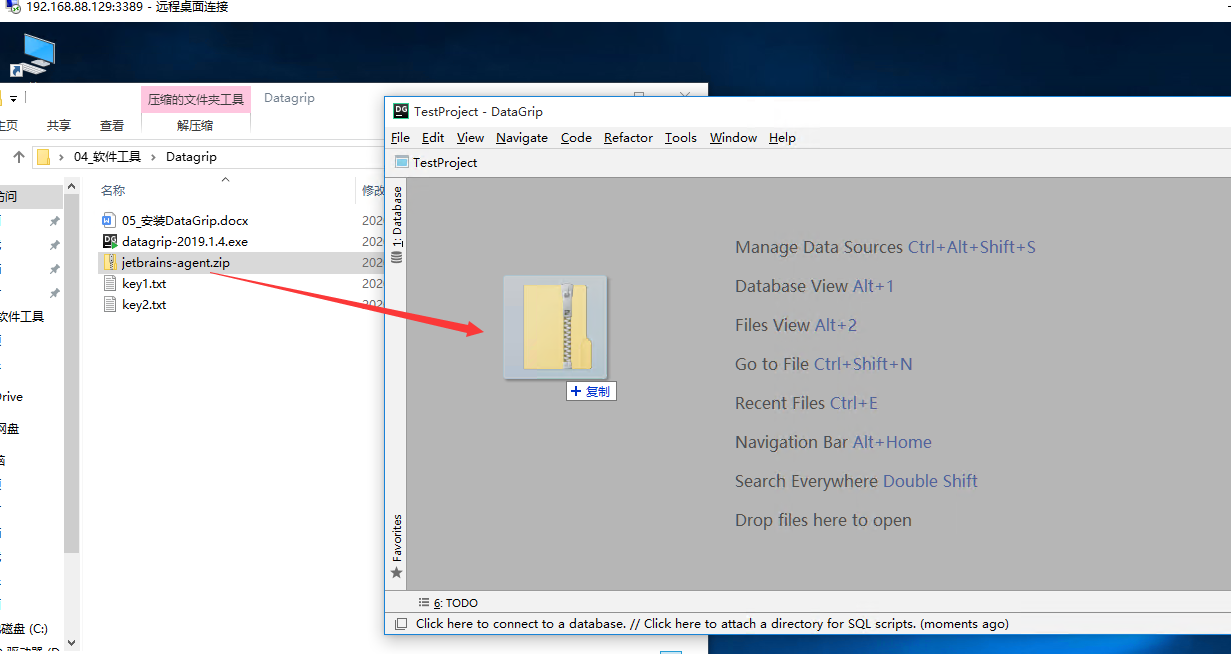 192.168.88.129:3389 - 远程桌面连接
压缩的文件夹工具
Datagrip
主页
共享
查看
解压缩
04_软件工具
Datagrip
名称
05_安装DataGrip.docx
datagrip-2019.1.4.exe
jetbrains-agent.zip
key1.txt
key2.txt
软件工具
网盘
(C:)
DG
TestProject - DataGrip
File Edit View Navigate Code Refactor Tools Window Help
TestProject
1: Database
Manage Data Sources Ctrl+Alt+Shift+S
Database View Alt+1
Files View Alt+2
Go to File Ctrl+Shift+N
Recent Files Ctrl+E
Navigation Bar Alt+Home
Search Everywhere Double Shift
Drop files here to open
+ 复制
Favorites
6: TODO
Click here to connect to a database. // Click here to attach a directory for SQL scripts. (moments ago)